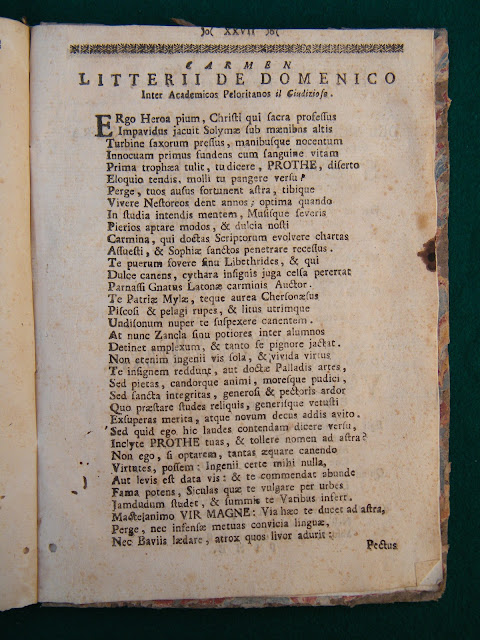 )o( XXVII )o(
CARMEN
LITTERII DE DOMENICO
Inter Academicos Peloritanos il Giudizioso.
ERgo Heroa pium, Christi qui sacra professus
Impavidus jacuit Solymæ sub mænibus altis
Turbine saxorum pressus, manibusque nocentum
Innocuam primus fundens cum sanguine vitam
Prima trophæa tulit, tu dicere, PROTHE, diserto
Eloquio tendis, molli tu pangere versu?
Perge, tuos ausus fortunent astra, tibique
Vivere Nestoreos dent annos; optima quando
In studia intendis mentem, Musisque severis
Pierios aptare modos, & dulcia nosti
Carmina, qui doctas Scriptorum evolvere chartas
Assuesti, & Sophiæ sanctos penetrare recessus.
Te puerum fovere sinu Libethrides, & qui
Dulce canens, cythara insignis juga celsa pererrat
Parnassi Gnatus Latonæ carminis Auctor.
Te Patriæ Mylæ, teque aurea Chersonæsus
Piscosi & pelagi rupes, & litus utrimque
Undisonum nuper te suspexere canentem.
At nunc Zancla sinu potiores inter alumnos
Detinet amplexum, & tanto se pignore jactat.
Non etenim ingenii vis sola, & vivida virtus
Te insignem reddunt, aut doctæ Palladis artes,
Sed pietas, candorque animi, moresque pudici,
Sed sancta integritas, generosi & pectoris ardor
Quo præstare studes reliquis, generisque vetusti
Exsuperas merita, atque novum decus addis avito.
Sed quid ego hic laudes contendam dicere versu,
Inclyte PROTHE tuas, & tollere nomen ad astra?
Non ego, si optarem, tantas æquare canendo
Virtutes, possem: Ingenii certe mihi nulla,
Aut levis est data vis: & te commendat abunde
Fama potens, Siculas quæ te vulgare per urbes
Jamdudum studet, & summis te Vatibus infert.
Macte animo VIR MAGNE: Via hæc te ducet ad astra,
Perge, nec infensæ metuas convicia linguæ,
Nec Baviis lædare, atrox quos livor adurit:
Pectus